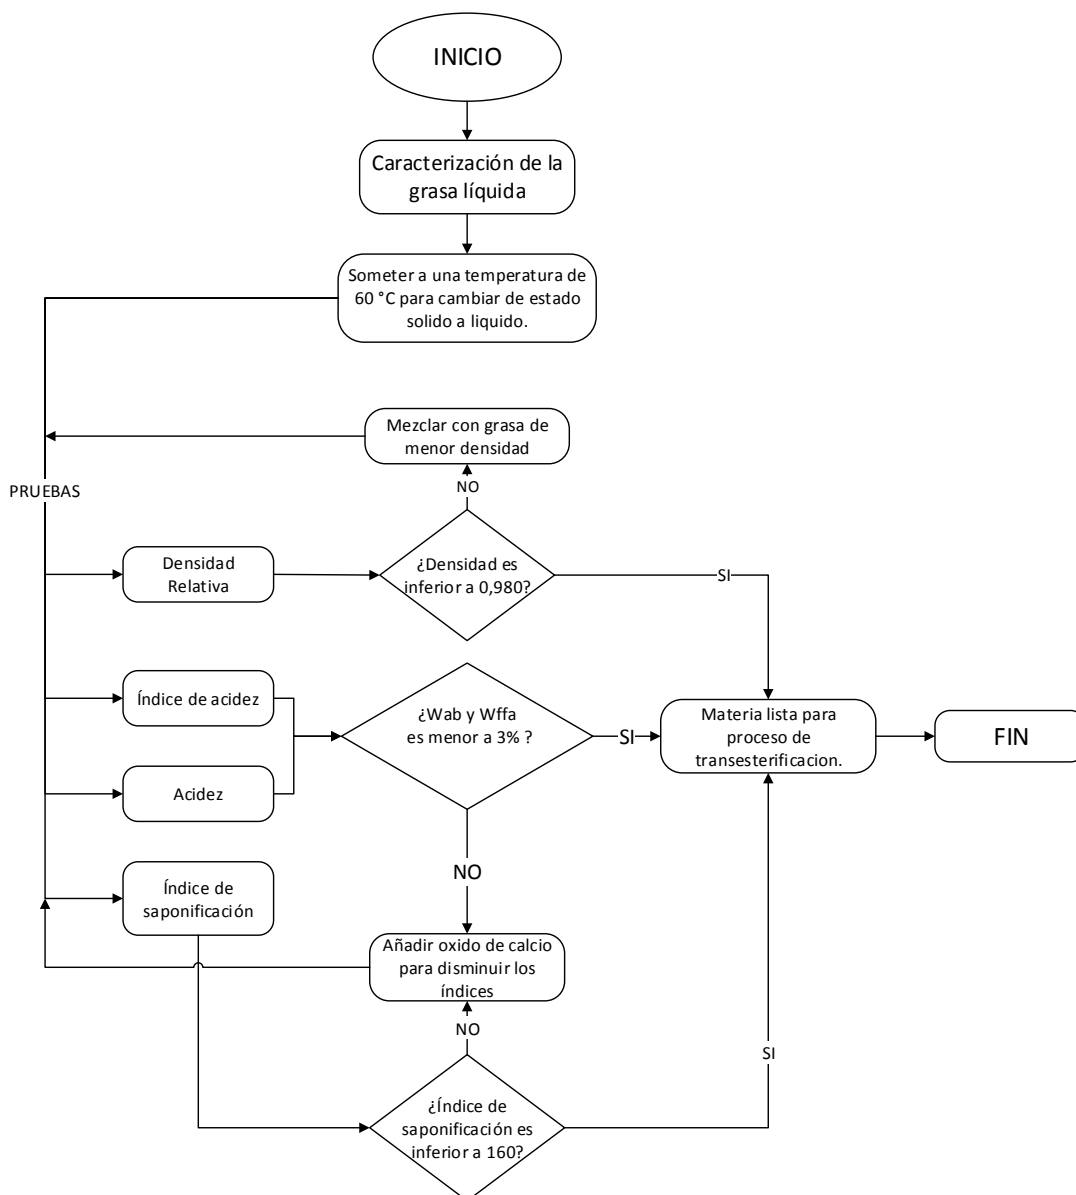 INICIO
Caracterización de la
grasa líquida
Someter a una temperatura de
60 °C para cambiar de estado
solido a liquido.
Mezclar con grasa de
menor densidad
NO
PRUEBAS
Densidad
Relativa
¿Densidad es
inferior a 0,980?
SI
Índice de acidez
¿Wab y Wffa
es menor a 3% ?
SI
Materia lista para
proceso de
transesterificacion.
FIN
Acidez
NO
Índice de
saponificación
Añadir oxido de calcio
para disminuir los
índices
NO
SI
¿Índice de
saponificación es
inferior a 160?